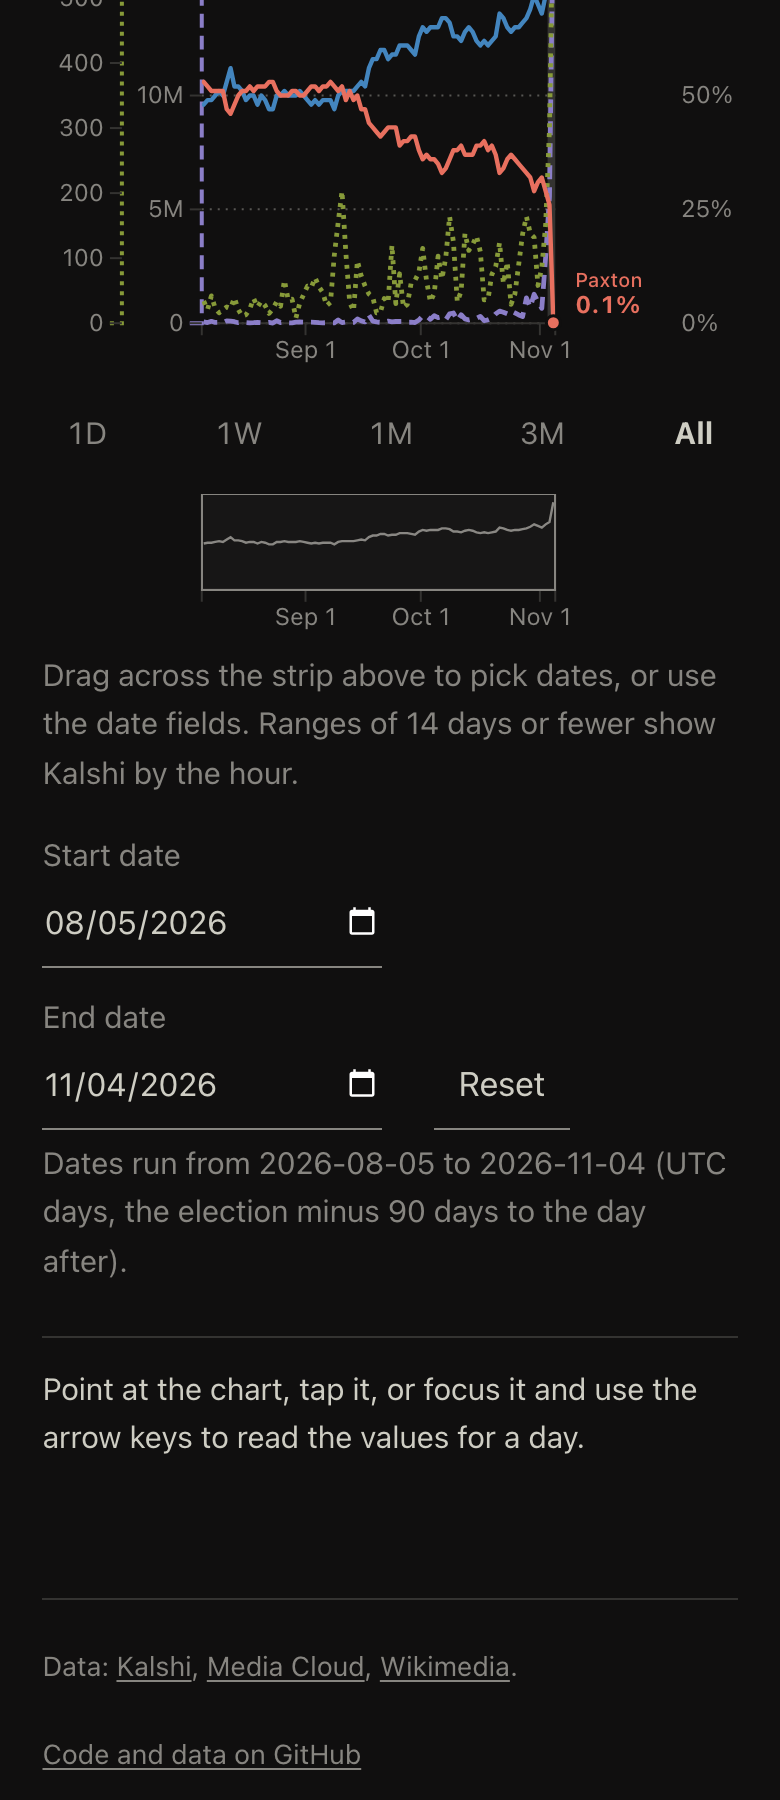 500
400
10M
50%
300
200
5M
25%
100
Paxton
0.1%
0
0
0%
Sep 1
Oct 1
Nov 1
1D
1W
1M
3M
All
Sep 1
Oct 1
Nov 1
Drag across the strip above to pick dates, or use
the date fields. Ranges of 14 days or fewer show
Kalshi by the hour.
Start date
08/05/2026
End date
11/04/2026
Reset
Dates run from 2026-08-05 to 2026-11-04 (UTC
days, the election minus 90 days to the day
after).
Point at the chart, tap it, or focus it and use the
arrow keys to read the values for a day.
Data: Kalshi, Media Cloud, Wikimedia.
Code and data on GitHub